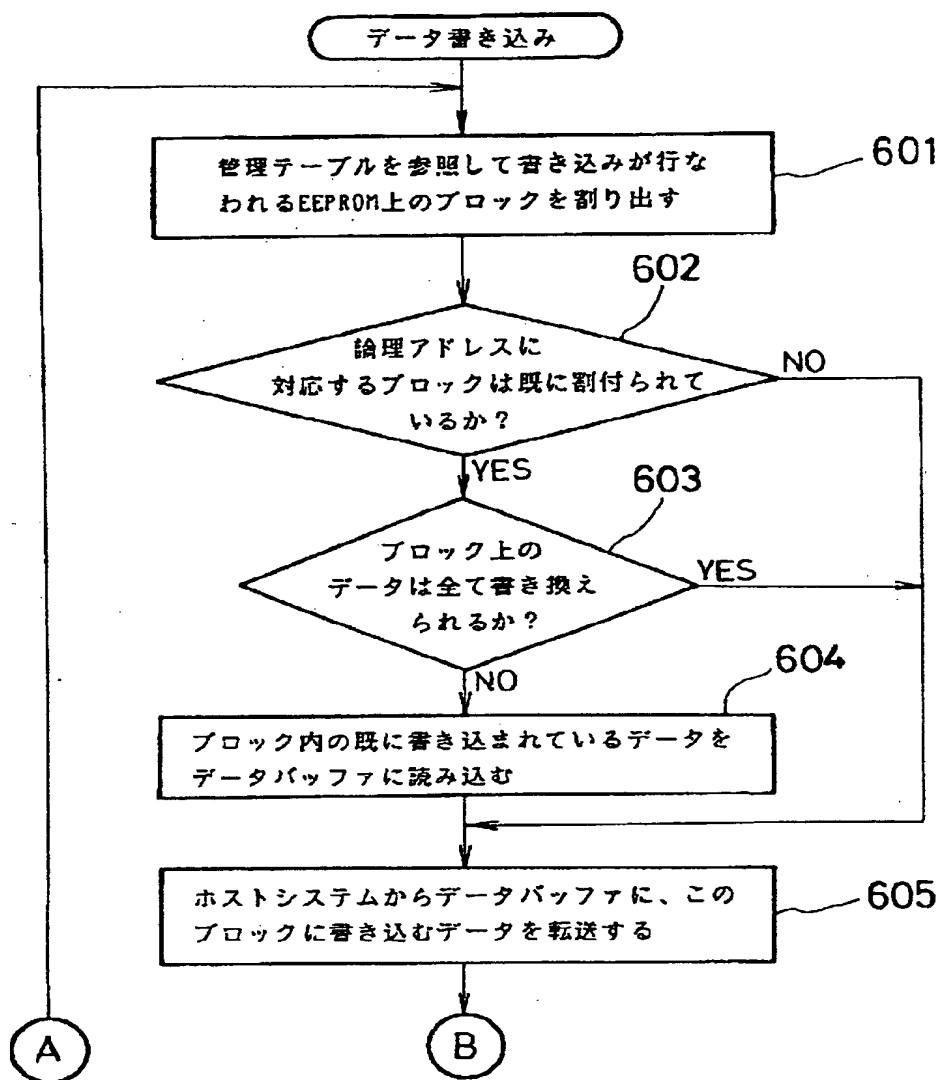 データ書き込み
管理テーブルを参照して書き込みが行な
われるEEPROM上のブロックを割り出す
601
602
論理アドレスに
対応するブロックは既に割付られて
いるか?
NO
YES
603
ブロック上の
データは全て書き換え
られるか?
YES
NO
604
ブロック内の既に書き込まれているデータを
データバッファに読み込む
ホストシステムからデータバッファに、この
ブロックに書き込むデータを転送する
605
A
B